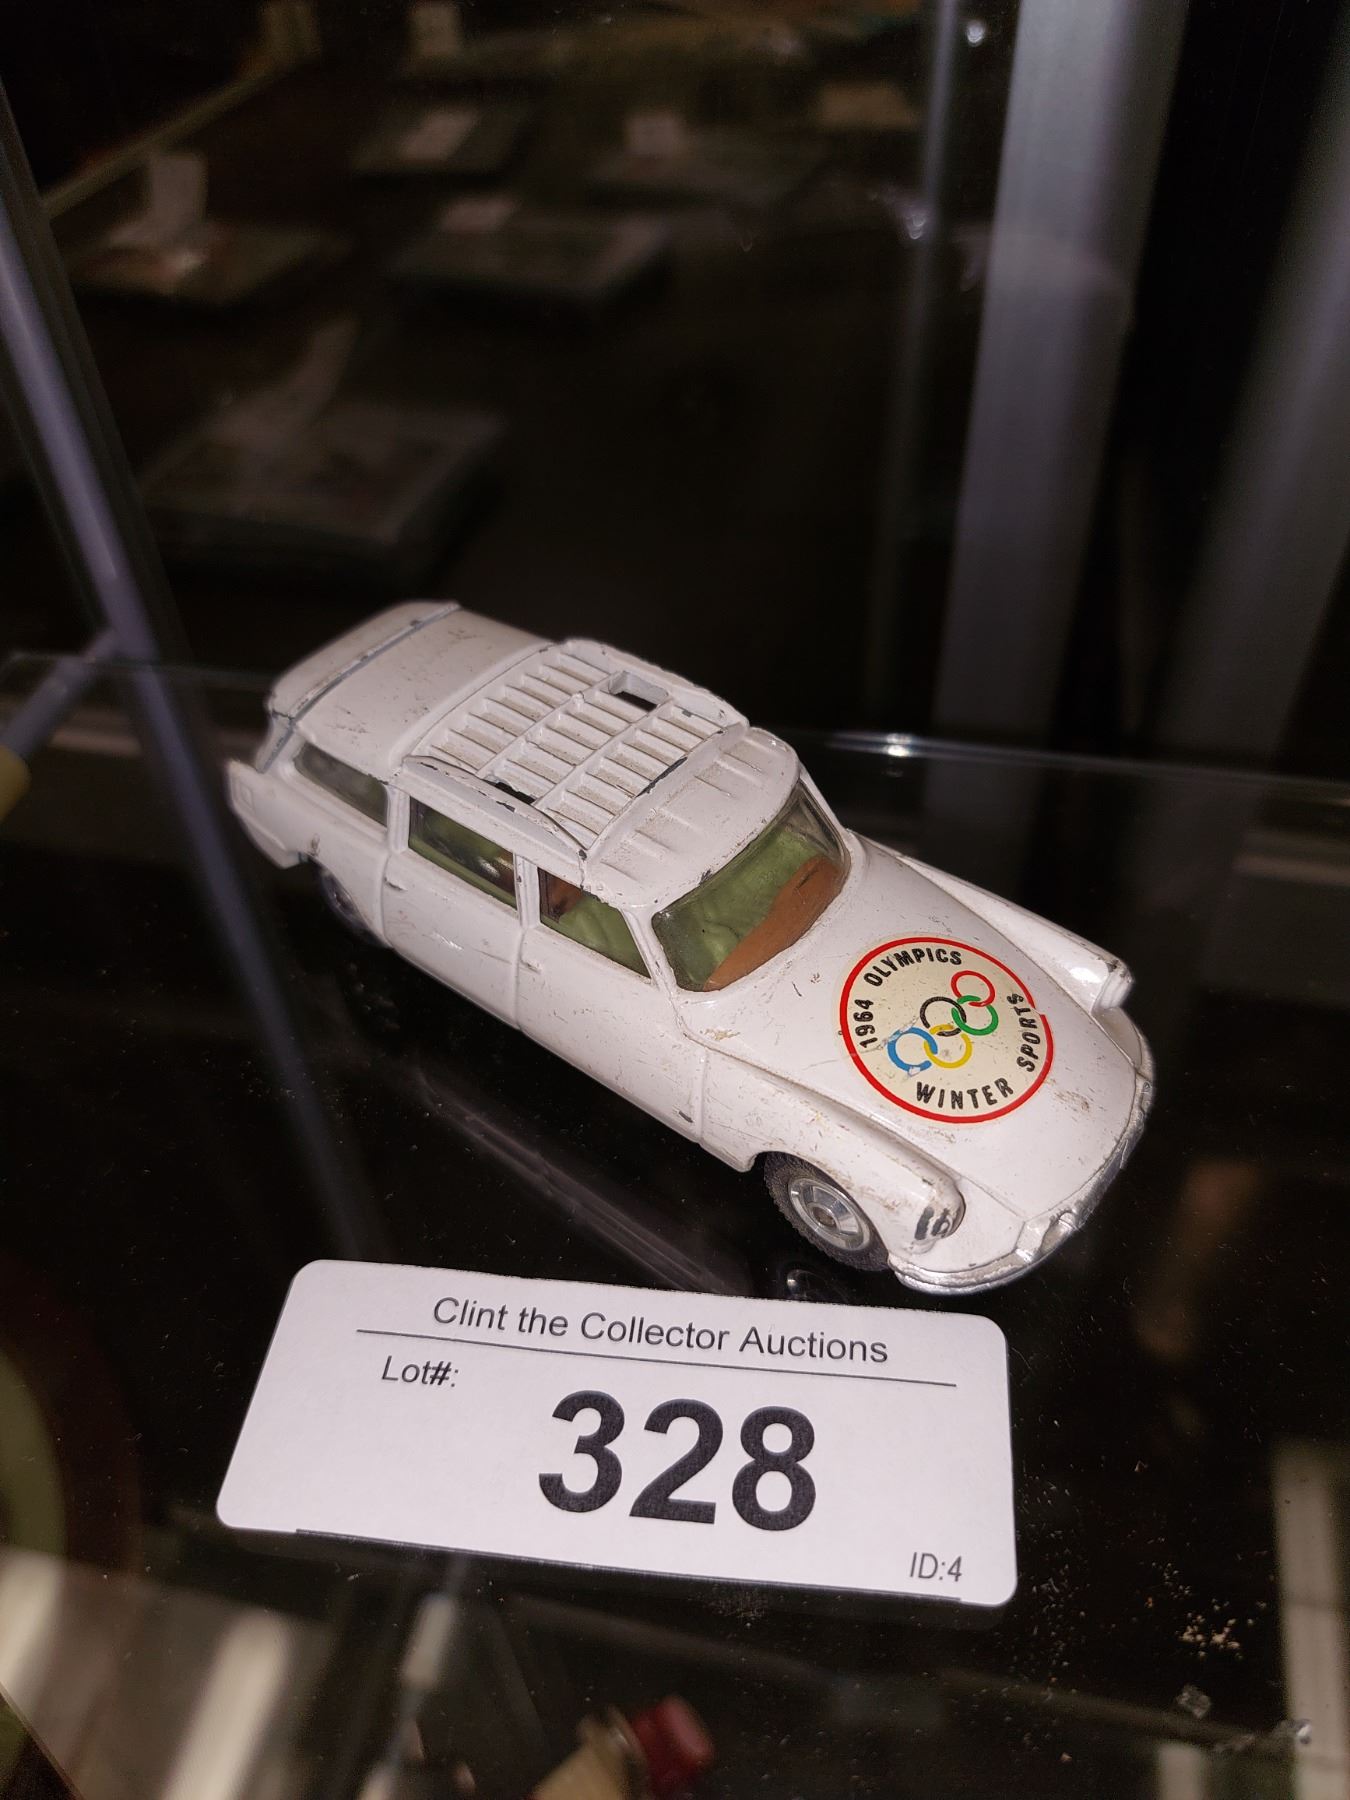 1964 OLYMPICS
WINTER SPORTS
Clint the Collector Auctions
Lot#:
328
ID:4